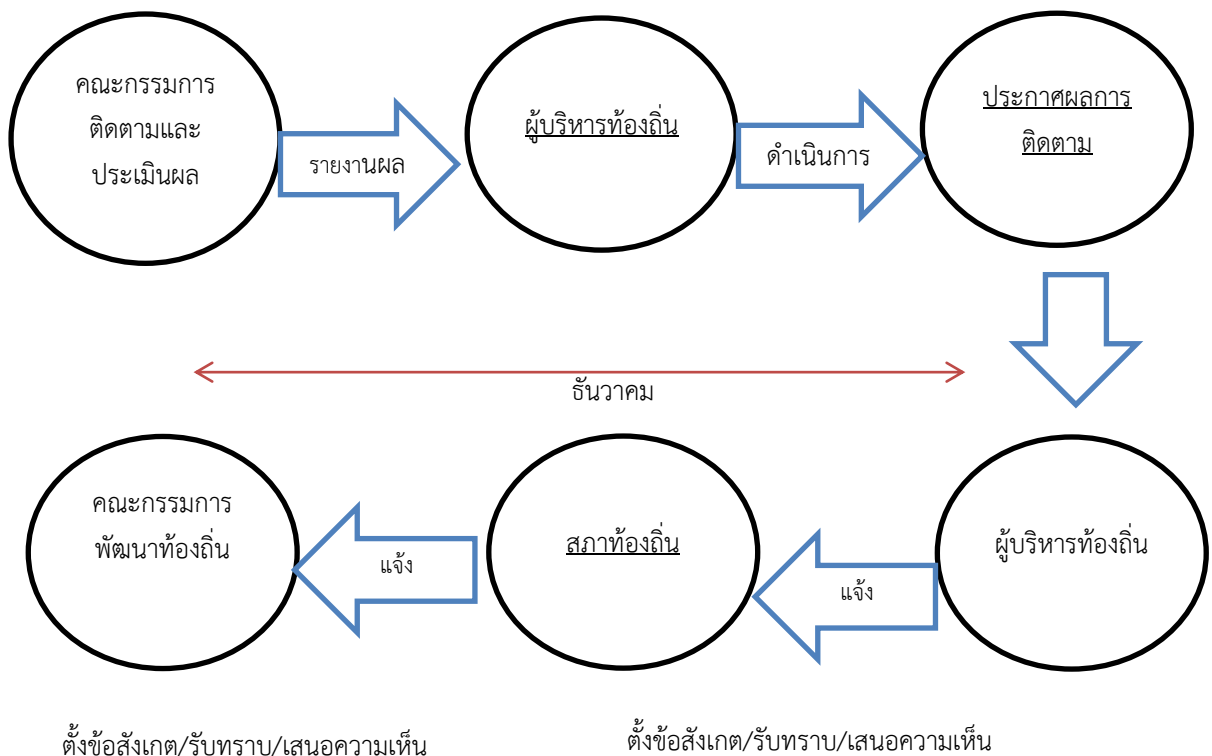 คณะกรรมการ
ติดตามและ
ประเมินผล
รายงานผล
ผู้บริหารท้องถิ่น
ดำเนินการ
ประกาศผลการ
ติดตาม
ธันวาคม
คณะกรรมการ
พัฒนาท้องถิ่น
แจ้ง
สภาท้องถิ่น
แจ้ง
ผู้บริหารท้องถิ่น
ตั้งข้อสังเกต/รับทราบ/เสนอความเห็น
ตั้งข้อสังเกต/รับทราบ/เสนอความเห็น